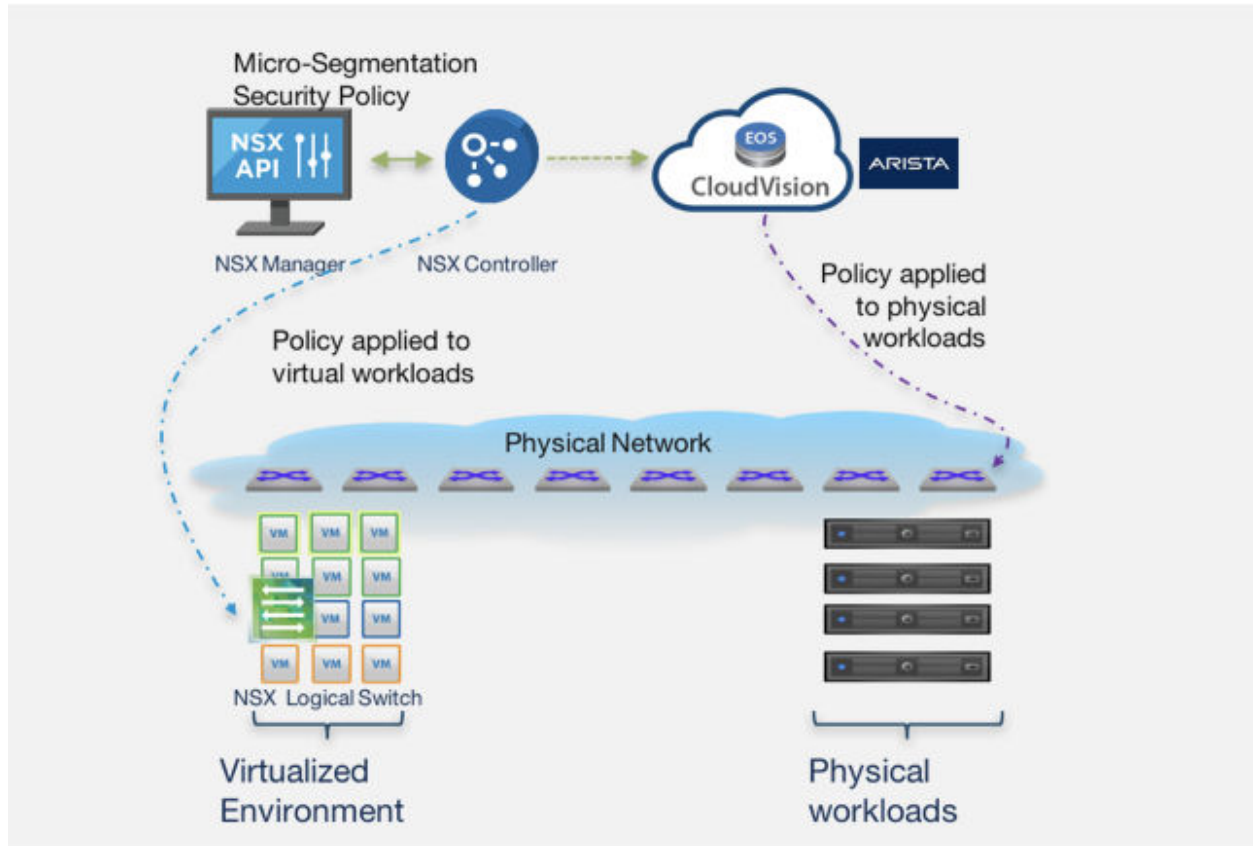 Micro-Segmentation
Security Policy
NSX
API
EOS
CloudVision
ARISTA
NSX Manager
NSX Controller
Policy applied
to physical
workloads
Policy applied to
virtual workloads
Physical Network
VM VM VM
VM VM VM
VM VM
VM VM VM
NSX Logical Switch
Virtualized
Environment
Physical
workloads